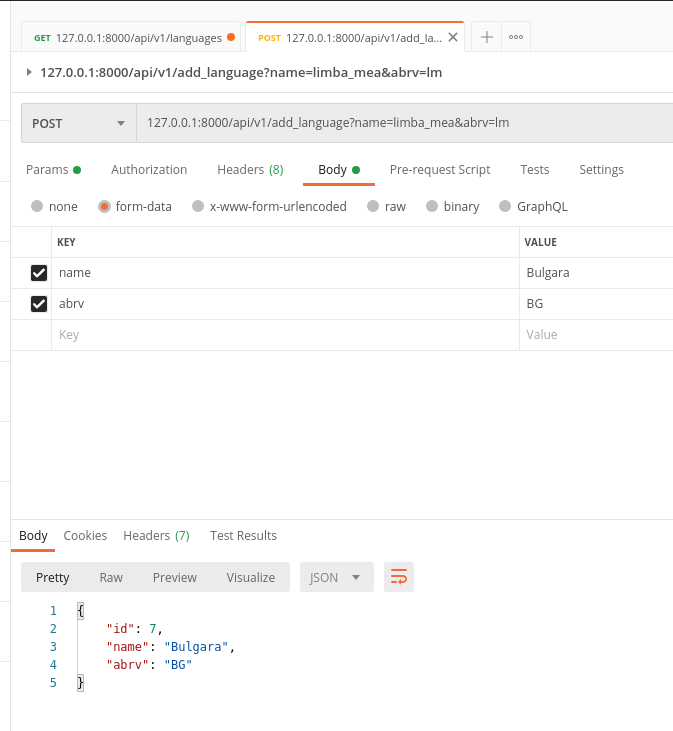 GET 127.0.0.1:8000/api/v1/languages POST 127.0.0.1:8000/api/v1/add_la...
127.0.0.1:8000/api/v1/add_language?name=limba_mea&abrv=lm
POST 127.0.0.1:8000/api/v1/add_language?name=limba_mea&abrv=lm
Params Authorization Headers (8) Body Pre-request Script Tests Settings
none form-data x-www-form-urlencoded raw binary GraphQL
KEY VALUE
name Bulgara
abrv BG
Key Value
Body Cookies Headers (7) Test Results
Pretty Raw Preview Visualize JSON
1 {
2 "id": 7,
3 "name": "Bulgara",
4 "abrv": "BG"
5 }